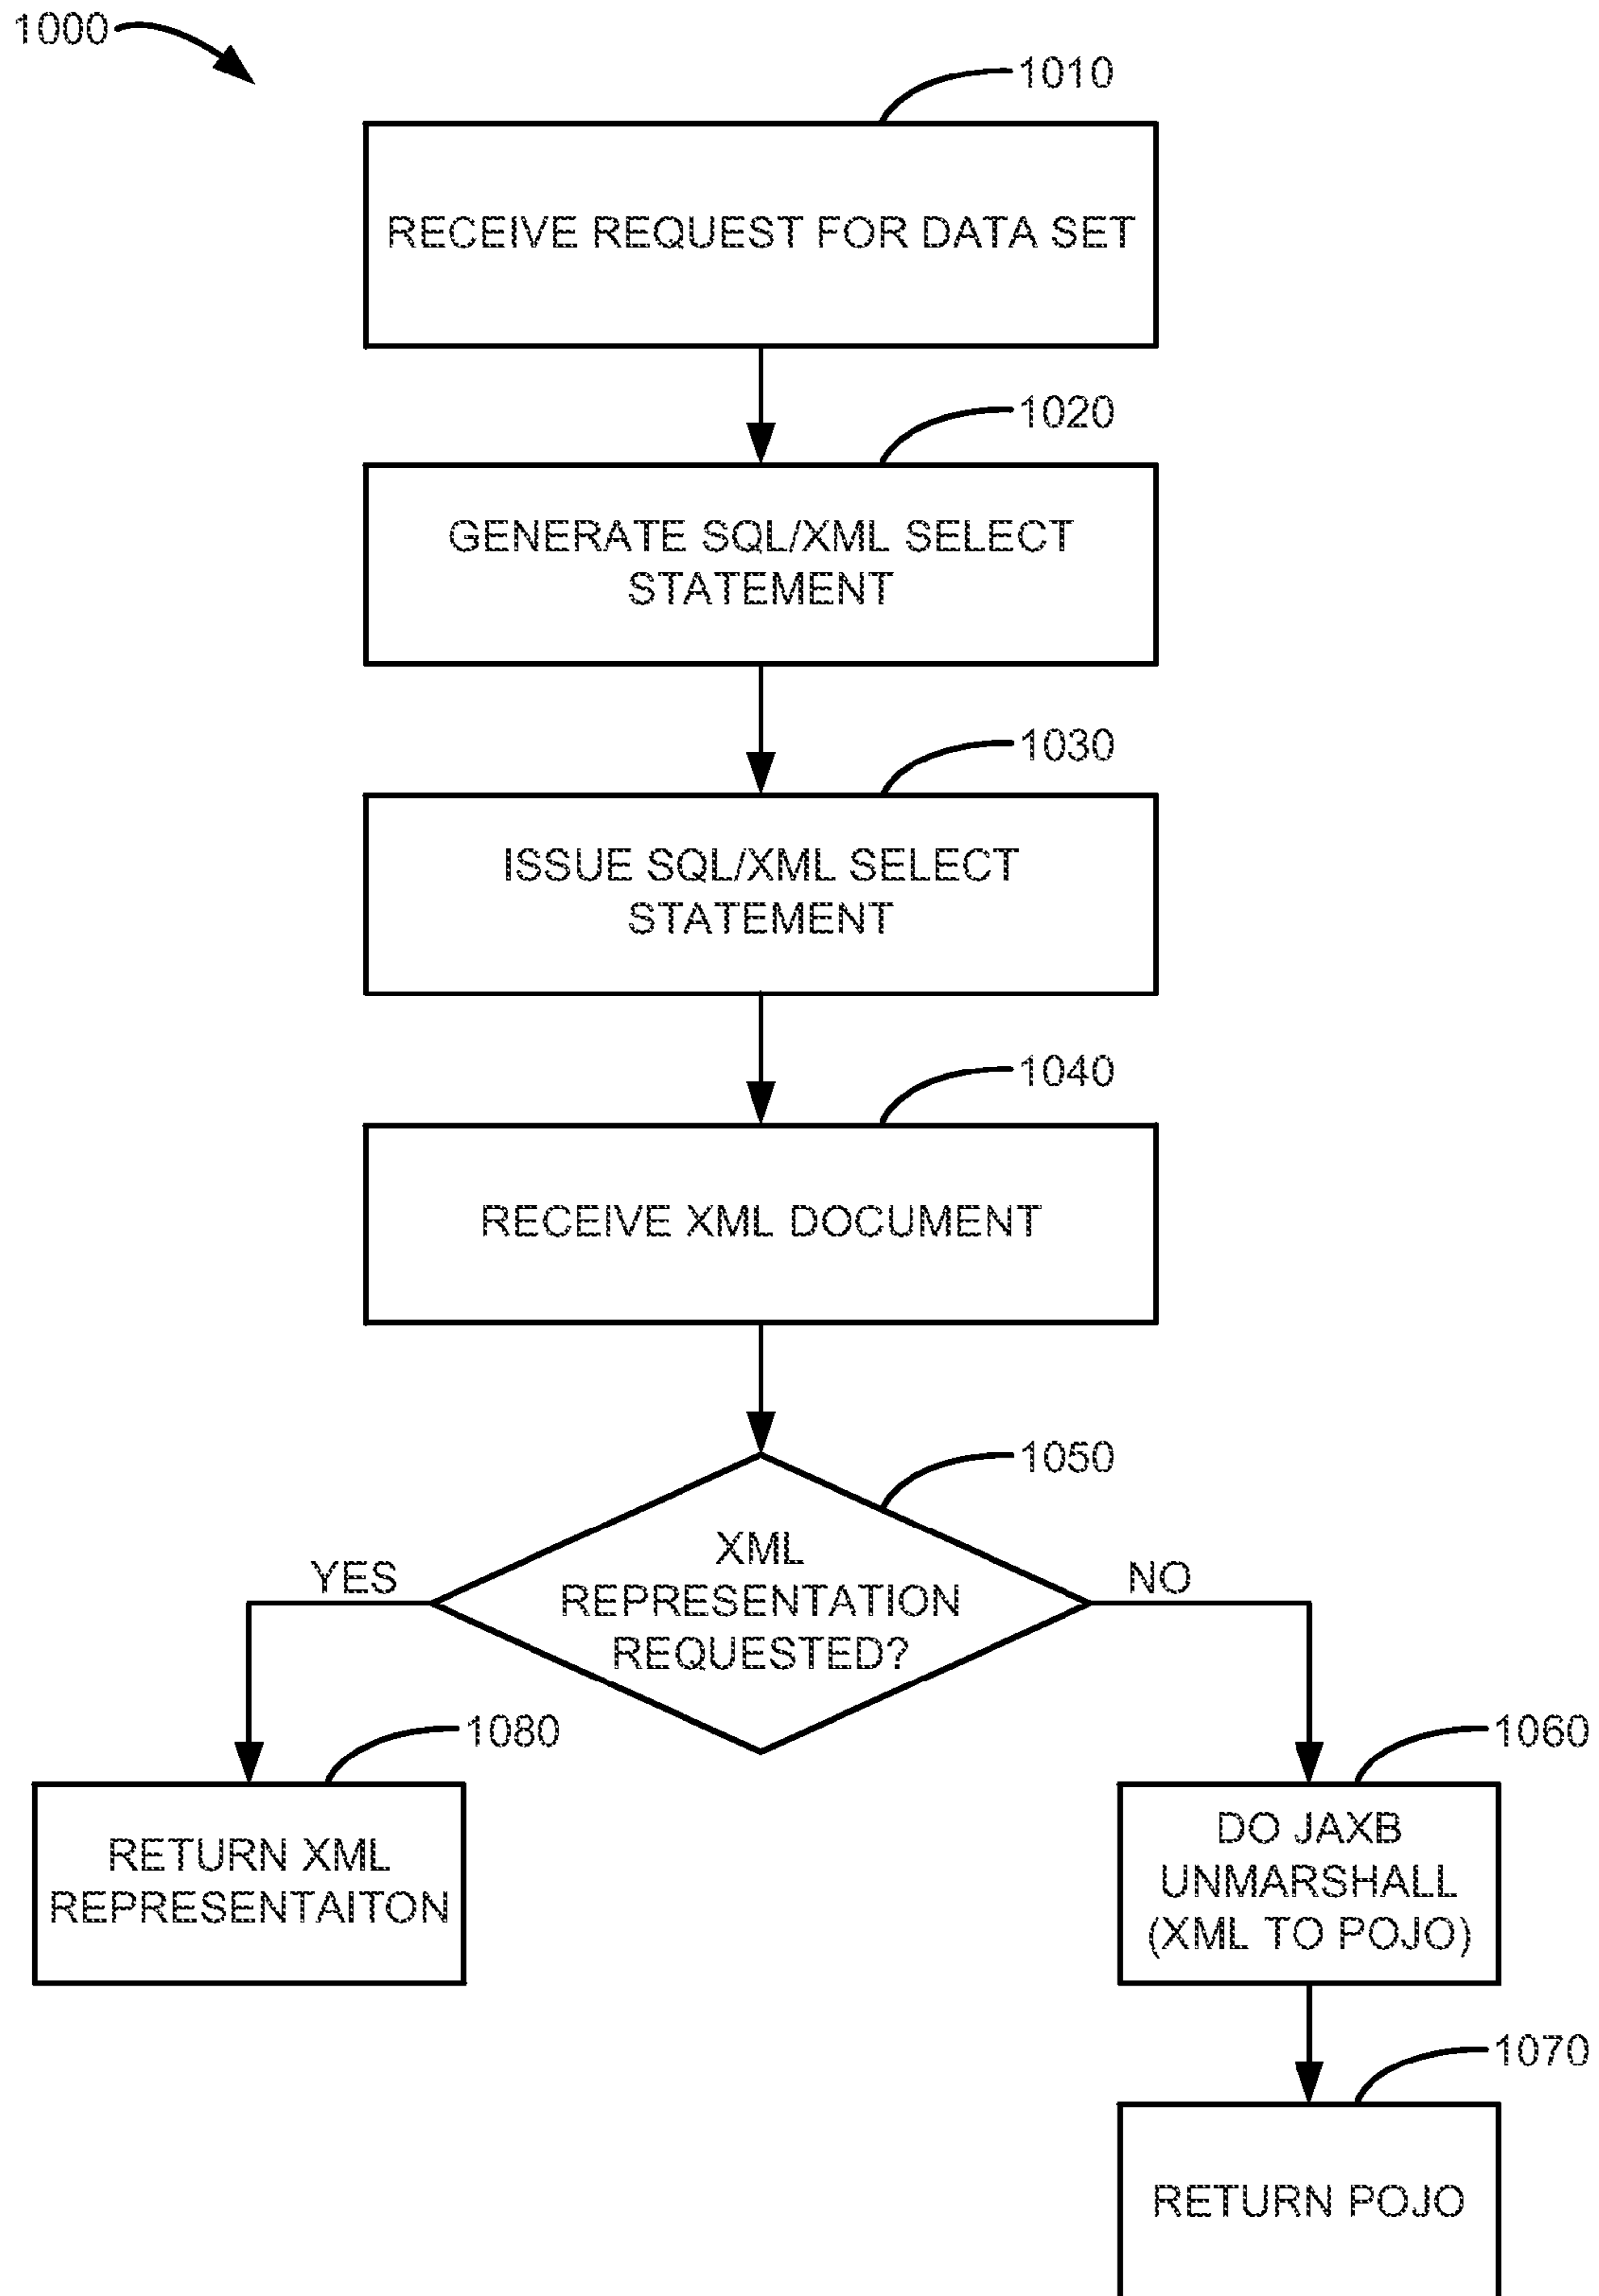 1000
1010
RECEIVE REQUEST FOR DATA SET
1020
GENERATE SQL/XML SELECT
STATEMENT
1030
ISSUE SQL/XML SELECT
STATEMENT
1040
RECEIVE XML DOCUMENT
1050
XML
REPRESENTATION
REQUESTED?
YES
NO
1080
RETURN XML
REPRESENTAITON
1060
DO JAXB
UNMARSHALL
(XML TO POJO)
1070
RETURN POJO